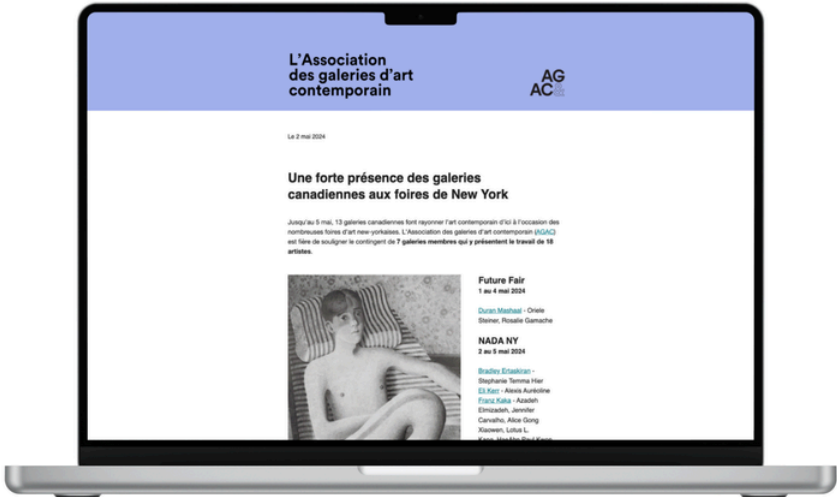 L'Association
des galeries d'art
contemporain
AG
AC
Le 2 mai 2024
Une forte présence des galeries
canadiennes aux foires de New York
Jusqu'au 5 mai, 13 galeries canadiennes font rayonner l'art contemporain d'ici à l'occasion des
nombreuses foires d'art new-yorkaises. L'Association des galeries d'art contemporain (AGAC)
est fière de souligner le contingent de 7 galeries membres qui y présentent le travail de 18
artistes.
Future Fair
1 au 4 mai 2024
Duran Mashaal - Oriele
Steiner, Rosalie Gamache
NADA NY
2 au 5 mai 2024
Bradley Ertaskiran -
Stephanie Temma Hier
Eli Kerr - Alexis Auréoline
Franz Kaka - Azadeh
Elmizadeh, Jennifer
Carvalho, Alice Gong
Xiaowen, Lotus L.